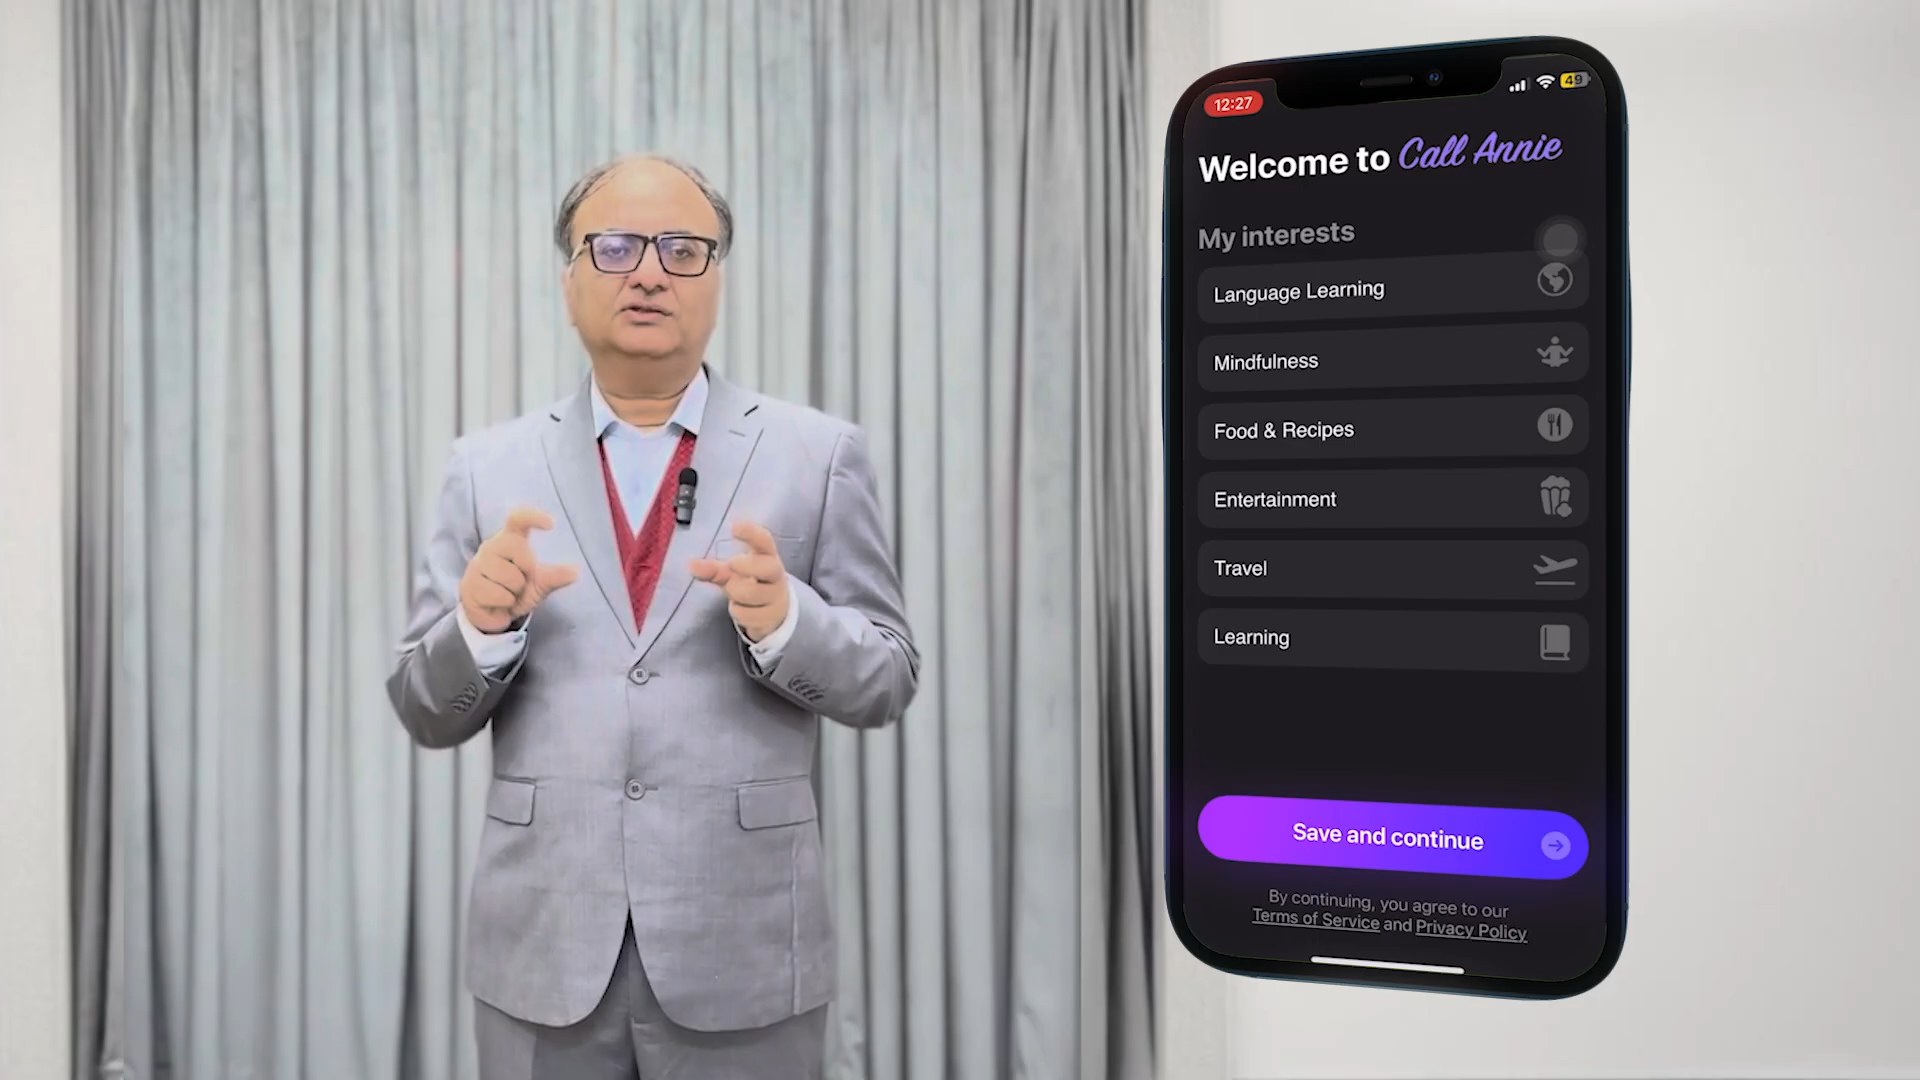 12:27
49
Welcome to Call Annie
My interests
Language Learning
Mindfulness
Food & Recipes
Entertainment
Travel
Learning
Save and continue
By continuing, you agree to our
Terms of Service and Privacy Policy